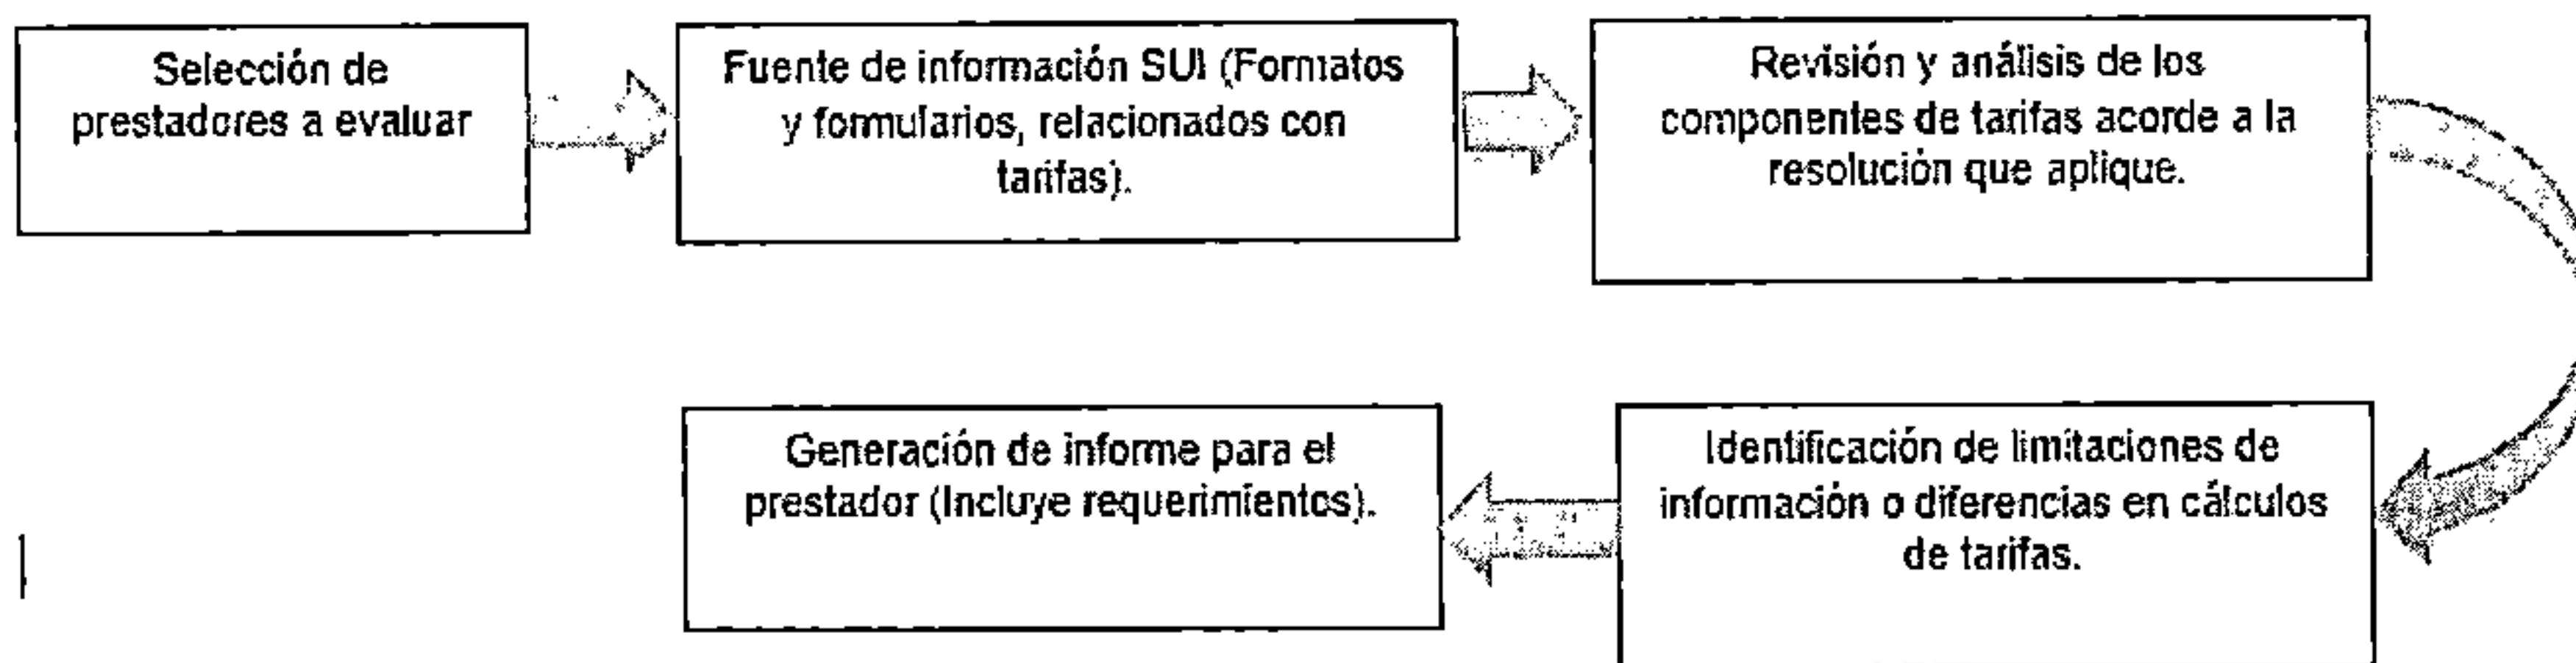 Selección de
prestadores a evaluar
Fuente de información SUI (Formatos
y formularios, relacionados con
tarifas).
Revisión y análisis de los
componentes de tarifas acorde a la
resolución que aplique.
Identificación de limitaciones de
información o diferencias en cálculos
de tarifas.
Generación de informe para el
prestador (Incluye requerimientos).